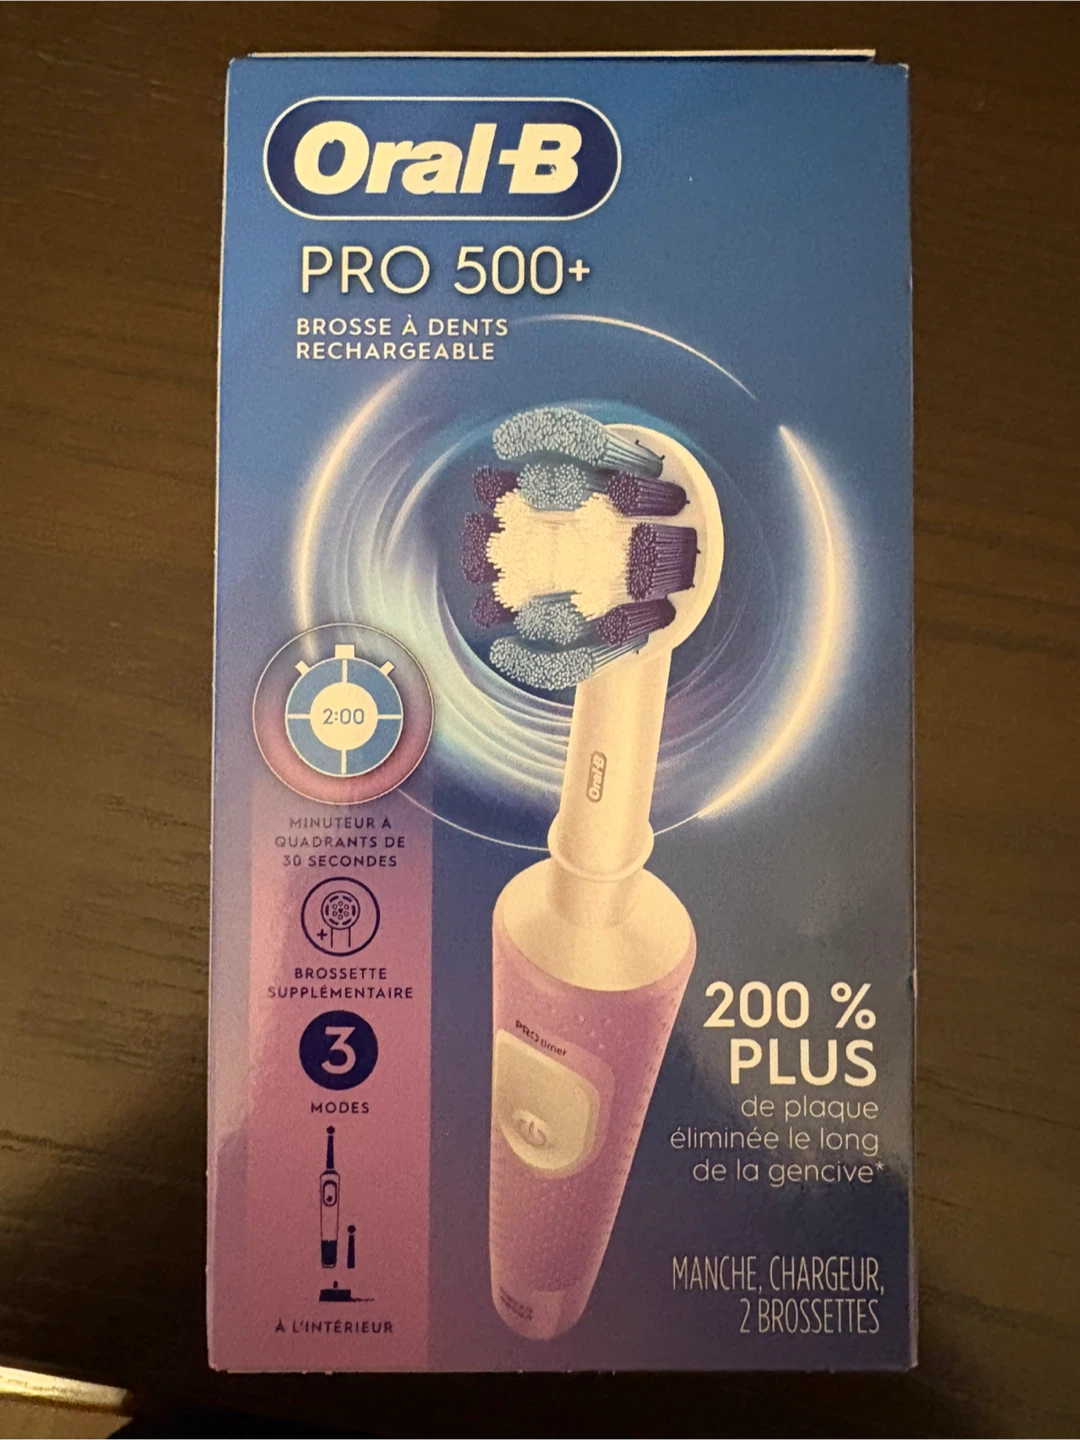 Oral-B
PRO 500+
BROSSE À DENTS
RECHARGEABLE
2:00
MINUTEUR À
QUADRANTS DE
30 SECONDES
+
BROSSETTE
SUPPLÉMENTAIRE
3
MODES
À L'INTÉRIEUR
Oral-B
PRO timer
200 %
PLUS
de plaque
éliminée le long
de la gencive*
MANCHE, CHARGEUR,
2 BROSSETTES